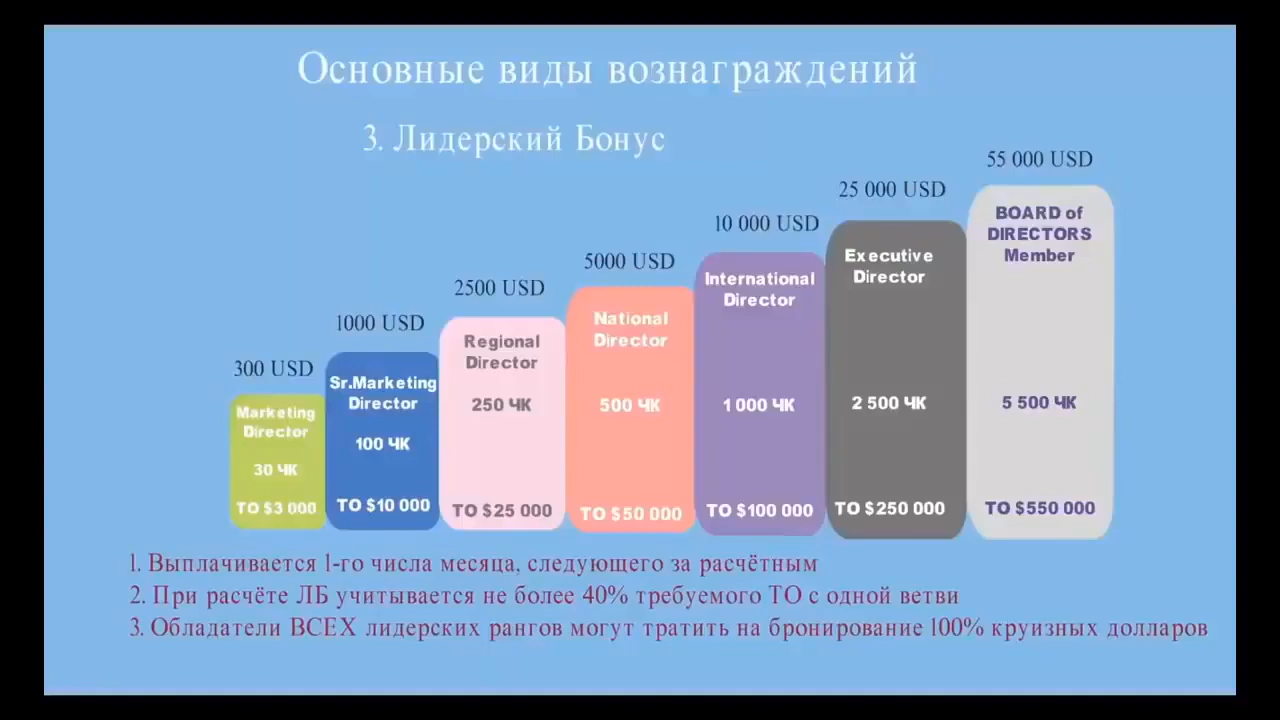 Основные виды вознаграждений
3. Лидерский Бонус
300 USD
Marketing
Director
30 ЧК
ТО $3 000
1000 USD
Sr.Marketing
Director
100 ЧК
ТО $10 000
2500 USD
Regional
Director
250 ЧК
ТО $25 000
5000 USD
National
Director
500 ЧК
ТО $50 000
10 000 USD
International
Director
1 000 ЧК
ТО $100 000
25 000 USD
Executive
Director
2 500 ЧК
ТО $250 000
55 000 USD
BOARD of
DIRECTORS
Member
5 500 ЧК
ТО $550 000
1. Выплачивается 1-го числа месяца, следующего за расчётным
2. При расчёте ЛБ учитывается не более 40% требуемого ТО с одной ветви
3. Обладатели ВСЕХ лидерских рангов могут тратить на бронирование 100% круизных долларов